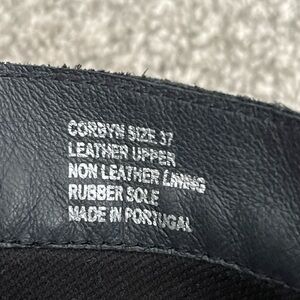 CORBYN SIZE 37
LEATHER UPPER
NON LEATHER LINING
RUBBER SOLE
MADE IN PORTUGAL